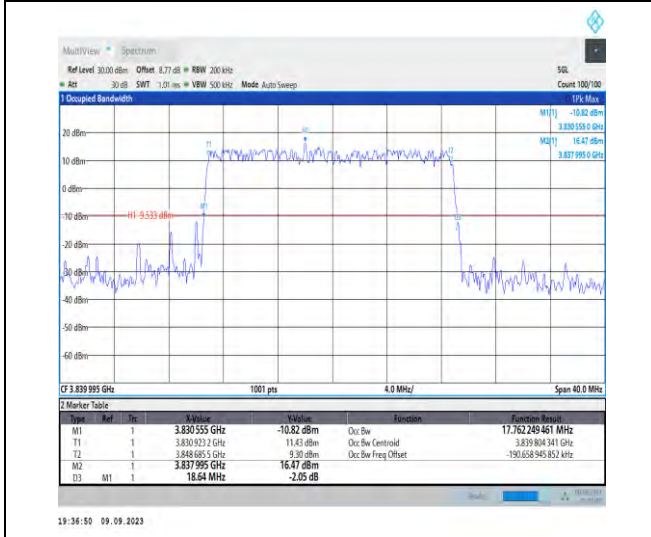 MultiView Spectrum
Ref Level 30.00 dBm Offset 8.77 dB RBW 200 kHz SGL
Att 30 dB SWT 1.01 ms VBW 500 kHz Mode Auto Sweep Count 100/100
1 Occupied Bandwidth 1Pk Max
M1[1] -10.82 dBm
3.830 555 0 GHz
M2[1] 16.47 dBm
3.837 995 0 GHz
20 dBm
T1 T2
10 dBm
0 dBm
M1
-10 dBm H1 -9.533 dBm
-20 dBm
-30 dBm
-40 dBm
-50 dBm
-60 dBm
CF 3.839 995 GHz 1001 pts 4.0 MHz/ Span 40.0 MHz
2 Marker Table
Type Ref Trc X-Value Y-Value Function Function Result
M1 1 3.830 555 GHz -10.82 dBm Occ Bw 17.762 249 461 MHz
T1 1 3.830 923 2 GHz 11.43 dBm Occ Bw Centroid 3.839 804 341 GHz
T2 1 3.848 685 5 GHz 9.30 dBm Occ Bw Freq Offset -190.658 945 852 kHz
M2 1 3.837 995 GHz 16.47 dBm
D3 M1 1 18.64 MHz -2.05 dB
19:36:50 09.09.2023